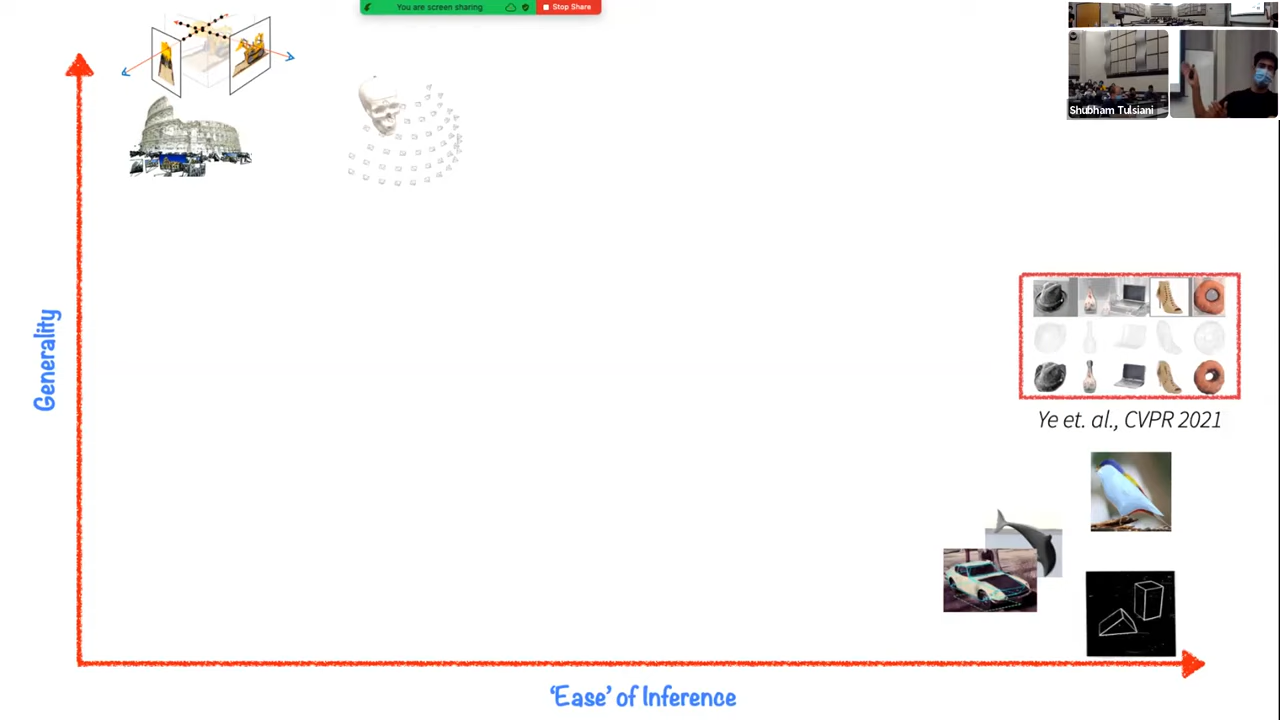 You are screen sharing
Stop Share
Shubham Tulsiani
Generality
Ye et. al., CVPR 2021
‘Ease’ of Inference